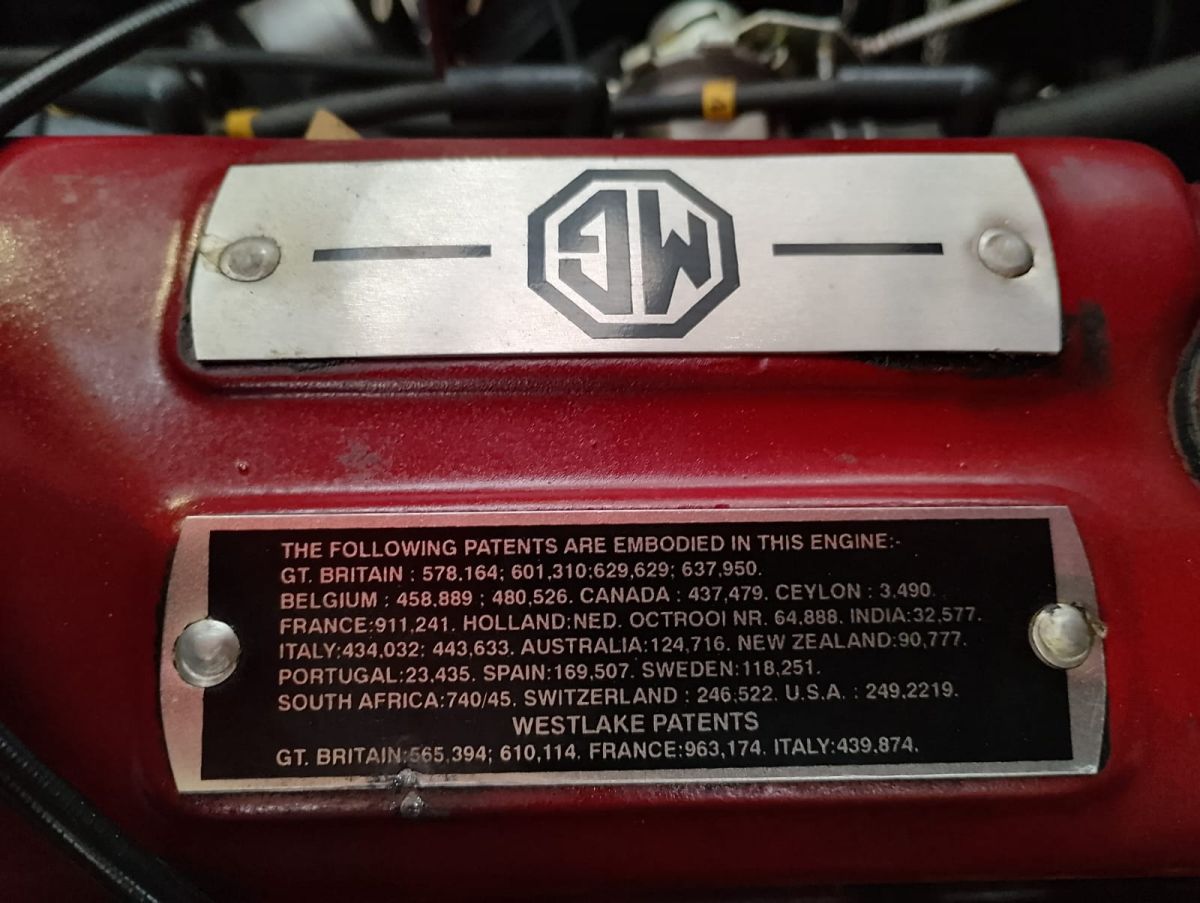 4
MG
THE FOLLOWING PATENTS ARE EMBODIED IN THIS ENGINE:-
GT. BRITAIN : 578.164; 601,310:629,629; 637,950.
BELGIUM : 458,889 ; 480,526. CANADA : 437,479. CEYLON : 3.490.
FRANCE:911,241. HOLLAND:NED. OCTROOI NR. 64.888. INDIA:32,577.
ITALY:434,032; 443,633. AUSTRALIA:124,716. NEW ZEALAND:90,777.
PORTUGAL:23,435. SPAIN:169,507. SWEDEN:118,251.
SOUTH AFRICA:740/45. SWITZERLAND : 246,522. U.S.A. : 249,2219.
WESTLAKE PATENTS
GT. BRITAIN:565,394; 610,114. FRANCE:963,174. ITALY:439.874.